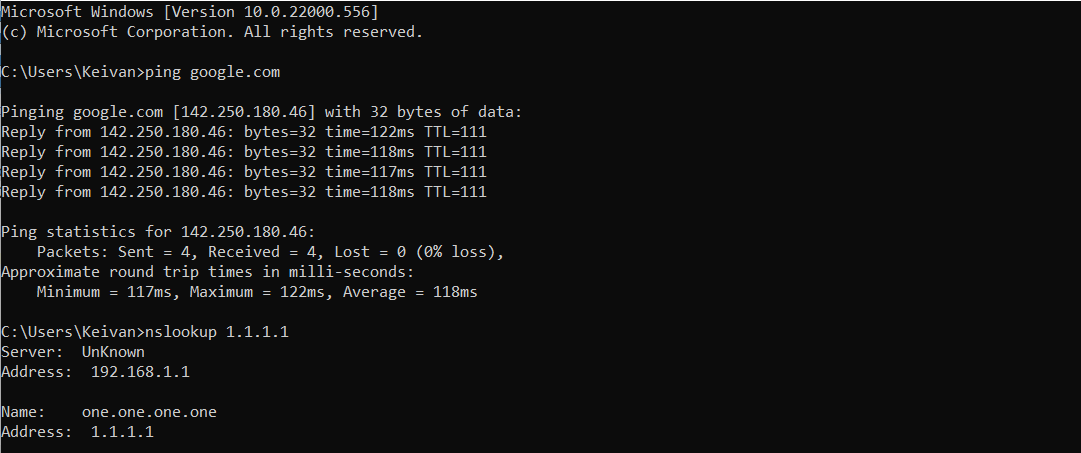 Microsoft Windows [Version 10.0.22000.556]
(c) Microsoft Corporation. All rights reserved.
C:\Users\Keivan>ping google.com
Pinging google.com [142.250.180.46] with 32 bytes of data:
Reply from 142.250.180.46: bytes=32 time=122ms TTL=111
Reply from 142.250.180.46: bytes=32 time=118ms TTL=111
Reply from 142.250.180.46: bytes=32 time=117ms TTL=111
Reply from 142.250.180.46: bytes=32 time=118ms TTL=111
Ping statistics for 142.250.180.46:
    Packets: Sent = 4, Received = 4, Lost = 0 (0% loss),
Approximate round trip times in milli-seconds:
    Minimum = 117ms, Maximum = 122ms, Average = 118ms
C:\Users\Keivan>nslookup 1.1.1.1
Server:  UnKnown
Address:  192.168.1.1
Name:    one.one.one.one
Address:  1.1.1.1